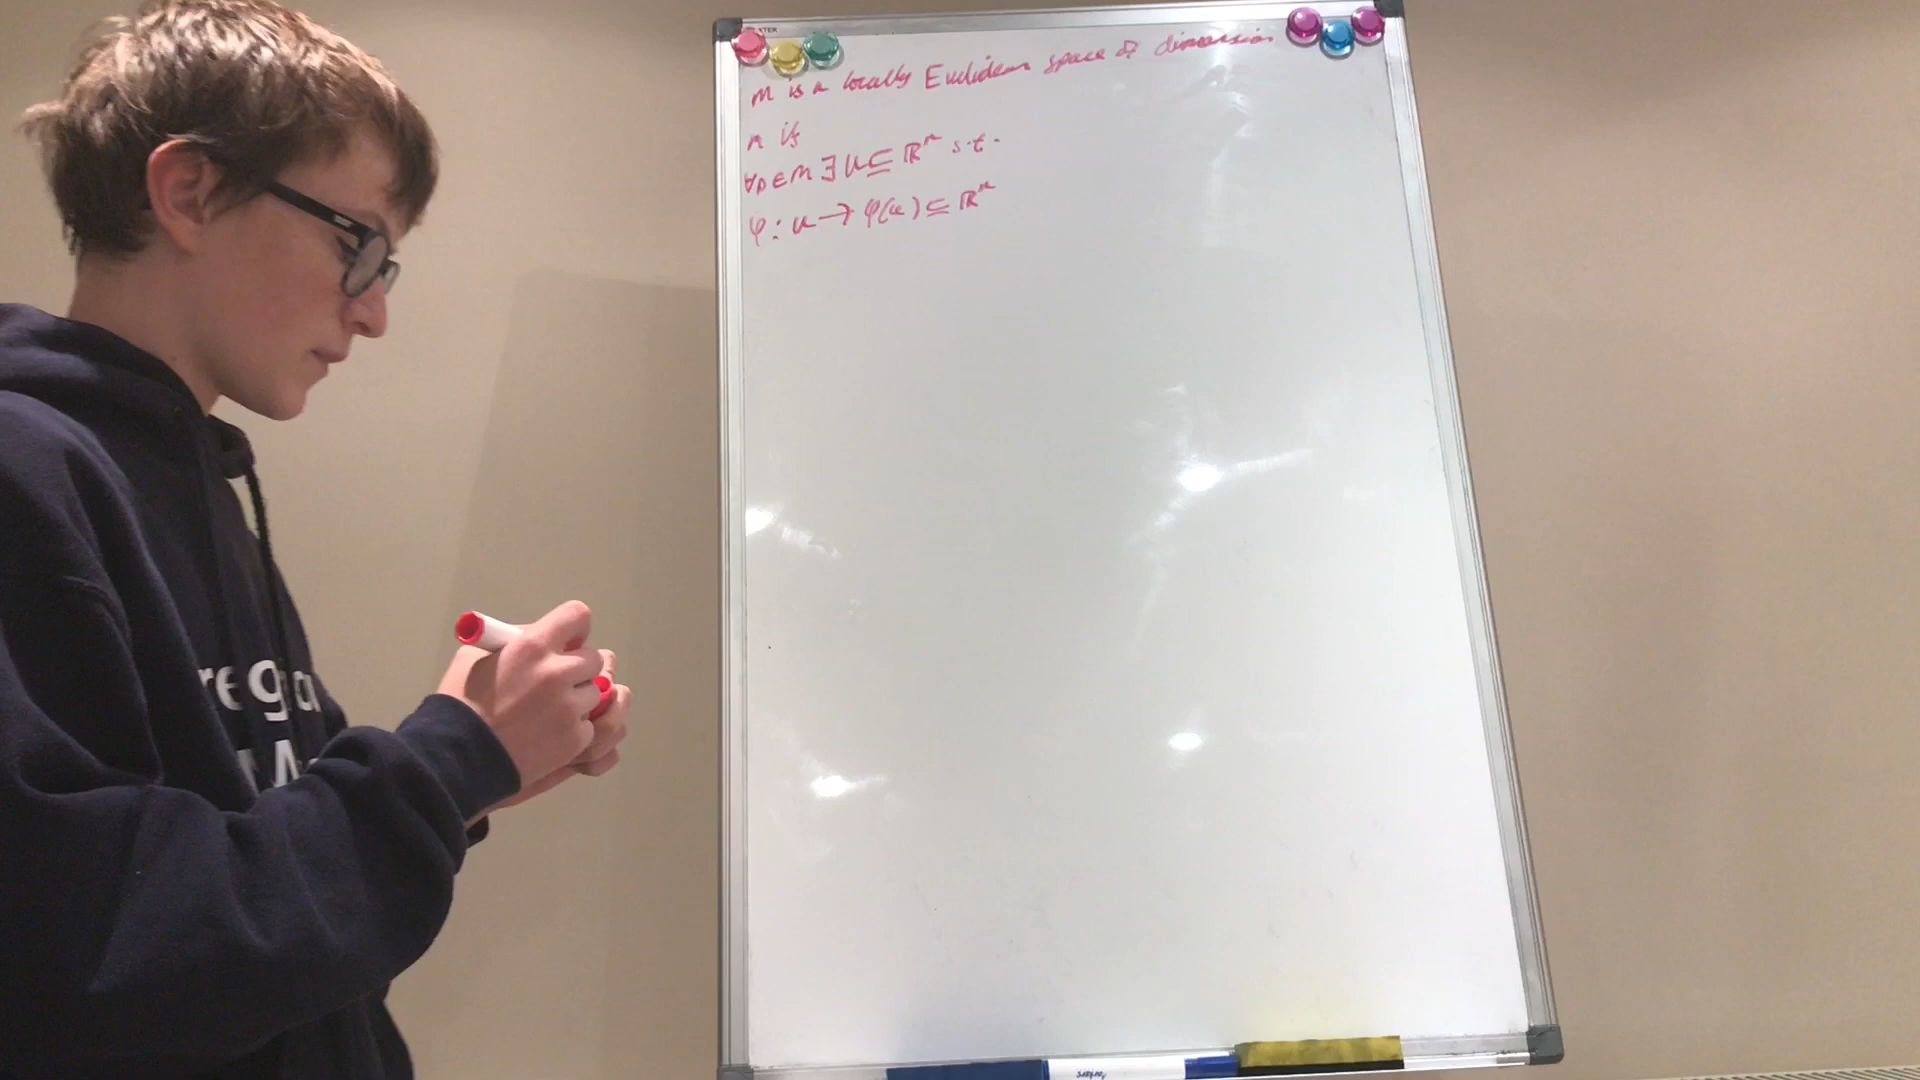 M is a locally Euclidean space of dimension
n if
∀p∈M ∃ U ⊆ ℝⁿ s.t.
φ: U → φ(U) ⊆ ℝⁿ